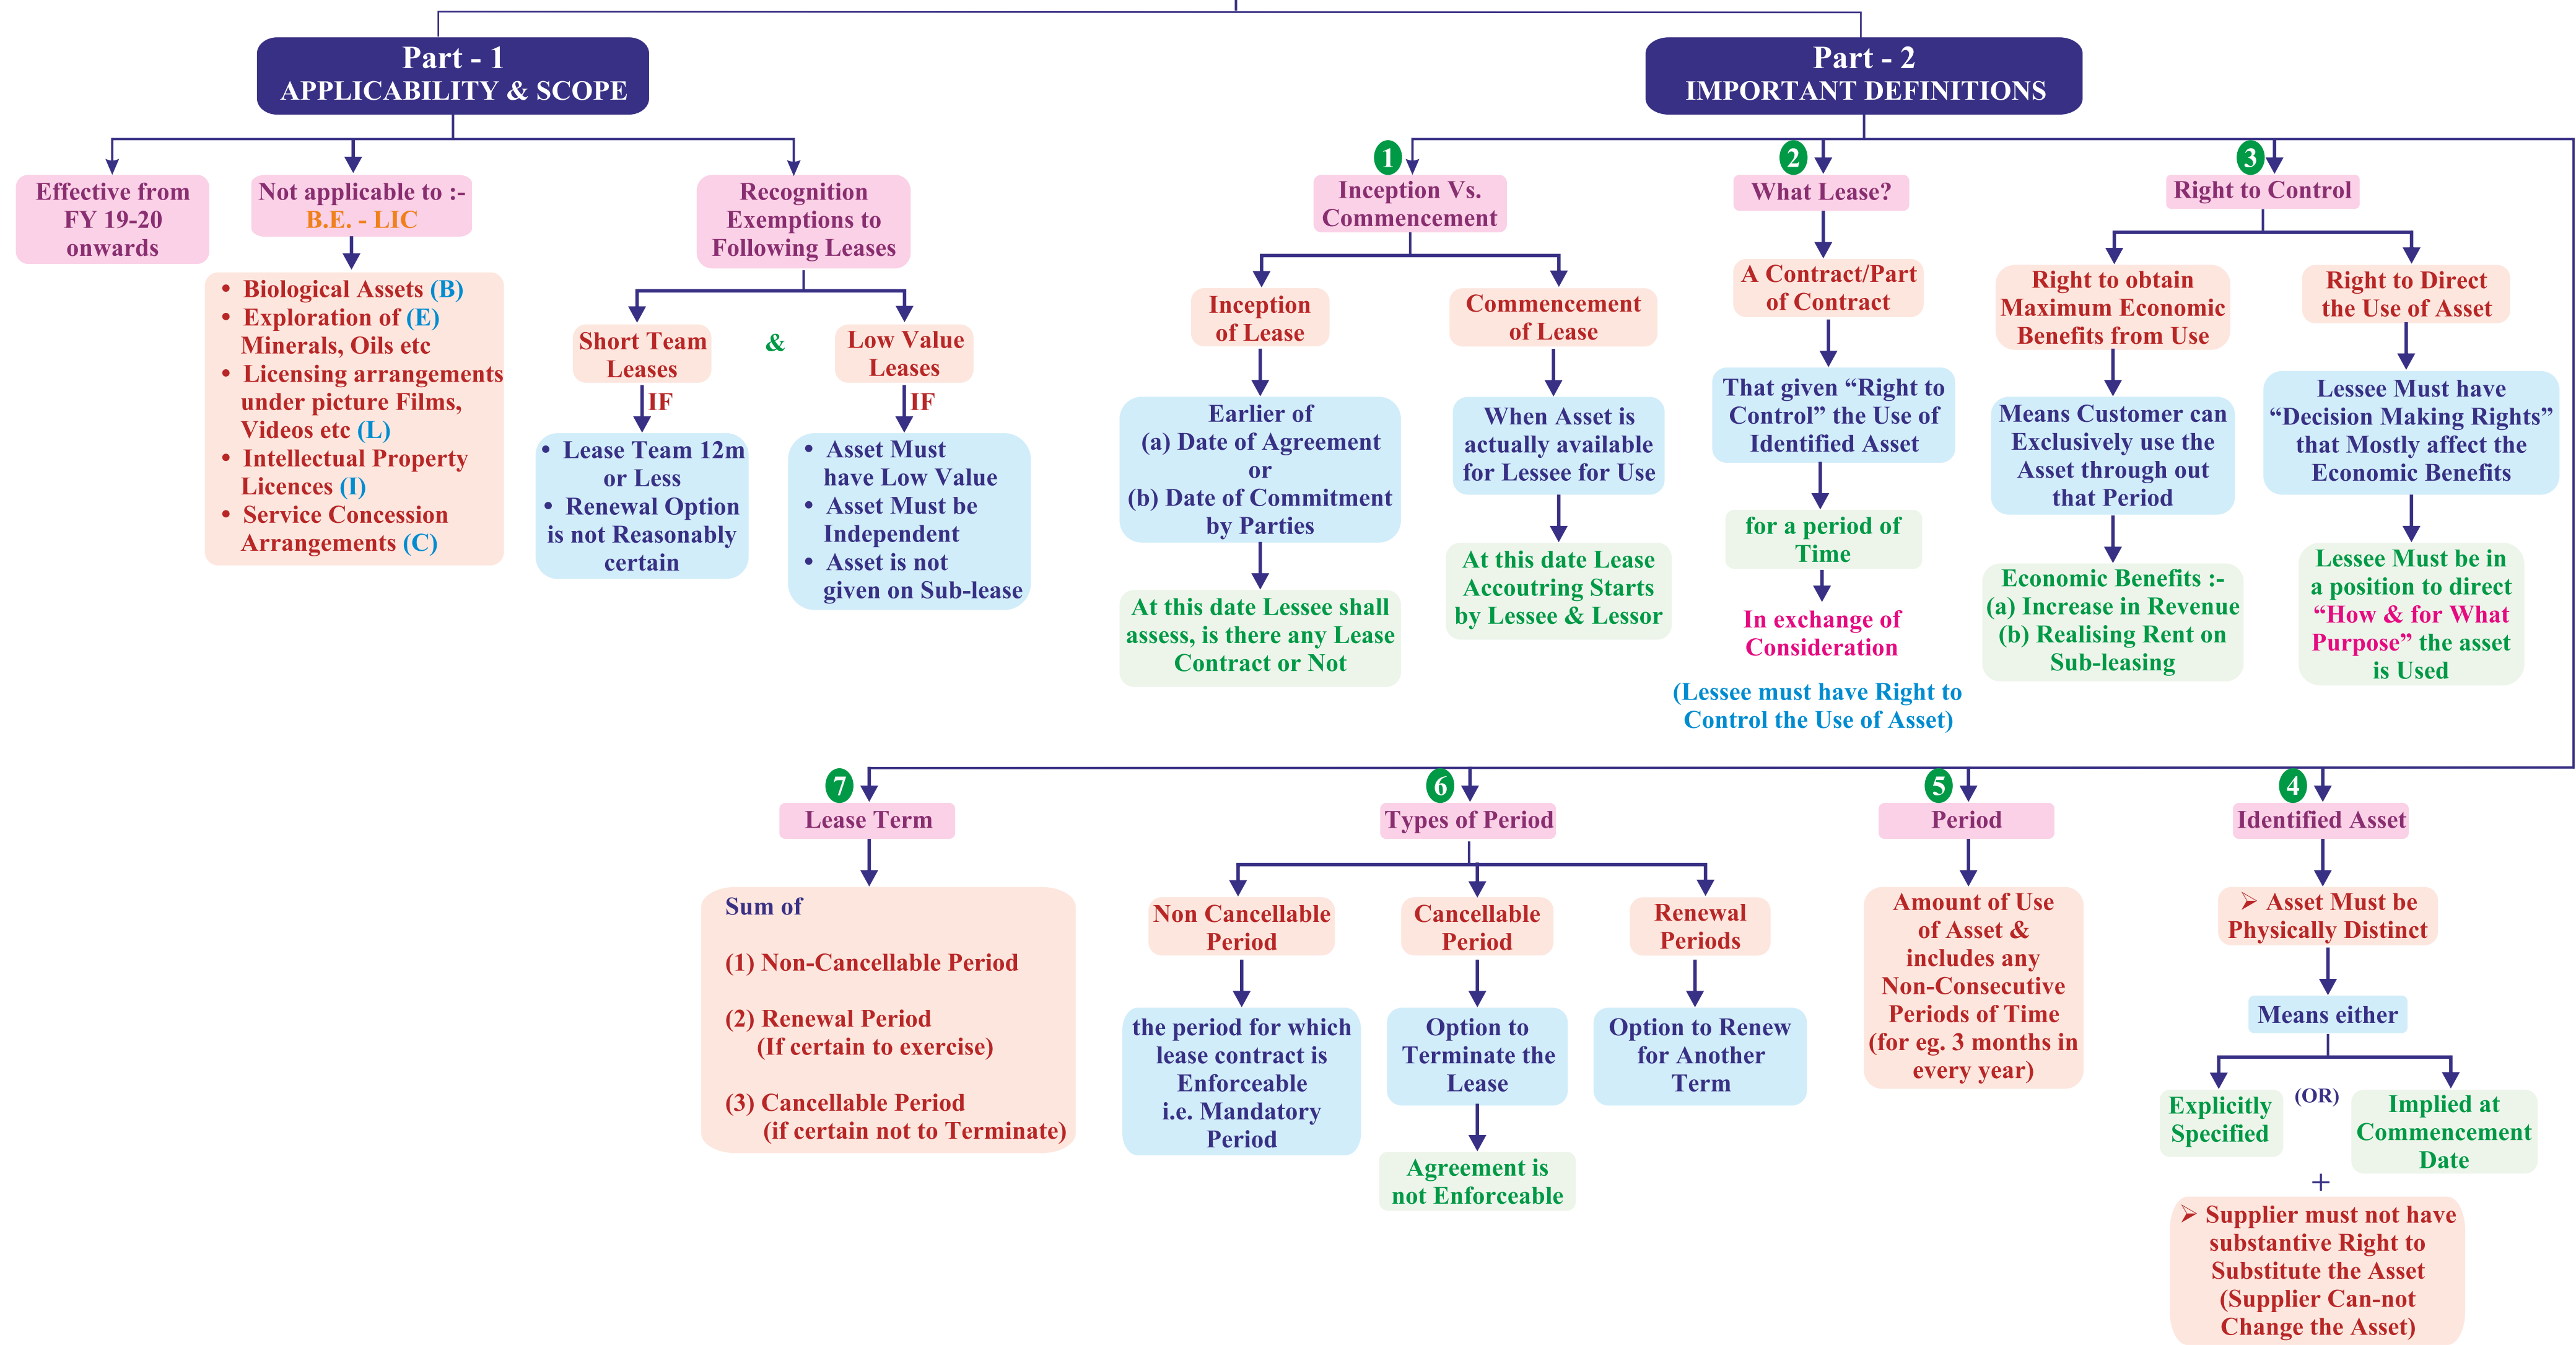 Part - 1
APPLICABILITY & SCOPE
Effective from
FY 19-20
onwards
Not applicable to :-
B.E. - LIC
• Biological Assets (B)
• Exploration of (E)
Minerals, Oils etc
• Licensing arrangements
under picture Films,
Videos etc (L)
• Intellectual Property
Licences (I)
• Service Concession
Arrangements (C)
Recognition
Exemptions to
Following Leases
Short Team
Leases
&
Low Value
Leases
IF
• Lease Team 12m
or Less
• Renewal Option
is not Reasonably
certain
IF
• Asset Must
have Low Value
• Asset Must be
Independent
• Asset is not
given on Sub-lease
Part - 2
IMPORTANT DEFINITIONS
1
Inception Vs.
Commencement
Inception
of Lease
Earlier of
(a) Date of Agreement
or
(b) Date of Commitment
by Parties
At this date Lessee shall
assess, is there any Lease
Contract or Not
Commencement
of Lease
When Asset is
actually available
for Lessee for Use
At this date Lease
Accoutring Starts
by Lessee & Lessor
2
What Lease?
A Contract/Part
of Contract
That given “Right to
Control” the Use of
Identified Asset
for a period of
Time
In exchange of
Consideration
(Lessee must have Right to
Control the Use of Asset)
3
Right to Control
Right to obtain
Maximum Economic
Benefits from Use
Means Customer can
Exclusively use the
Asset through out
that Period
Economic Benefits :-
(a) Increase in Revenue
(b) Realising Rent on
Sub-leasing
Right to Direct
the Use of Asset
Lessee Must have
“Decision Making Rights”
that Mostly affect the
Economic Benefits
Lessee Must be in
a position to direct
“How & for What
Purpose” the asset
is Used
7
Lease Term
Sum of
(1) Non-Cancellable Period
(2) Renewal Period
(If certain to exercise)
(3) Cancellable Period
(if certain not to Terminate)
6
Types of Period
Non Cancellable
Period
the period for which
lease contract is
Enforceable
i.e. Mandatory
Period
Cancellable
Period
Option to
Terminate the
Lease
Agreement is
not Enforceable
Renewal
Periods
Option to Renew
for Another
Term
5
Period
Amount of Use
of Asset &
includes any
Non-Consecutive
Periods of Time
(for eg. 3 months in
every year)
4
Identified Asset
➢ Asset Must be
Physically Distinct
Means either
Explicitly
Specified
(OR)
Implied at
Commencement
Date
+
➢ Supplier must not have
substantive Right to
Substitute the Asset
(Supplier Can-not
Change the Asset)